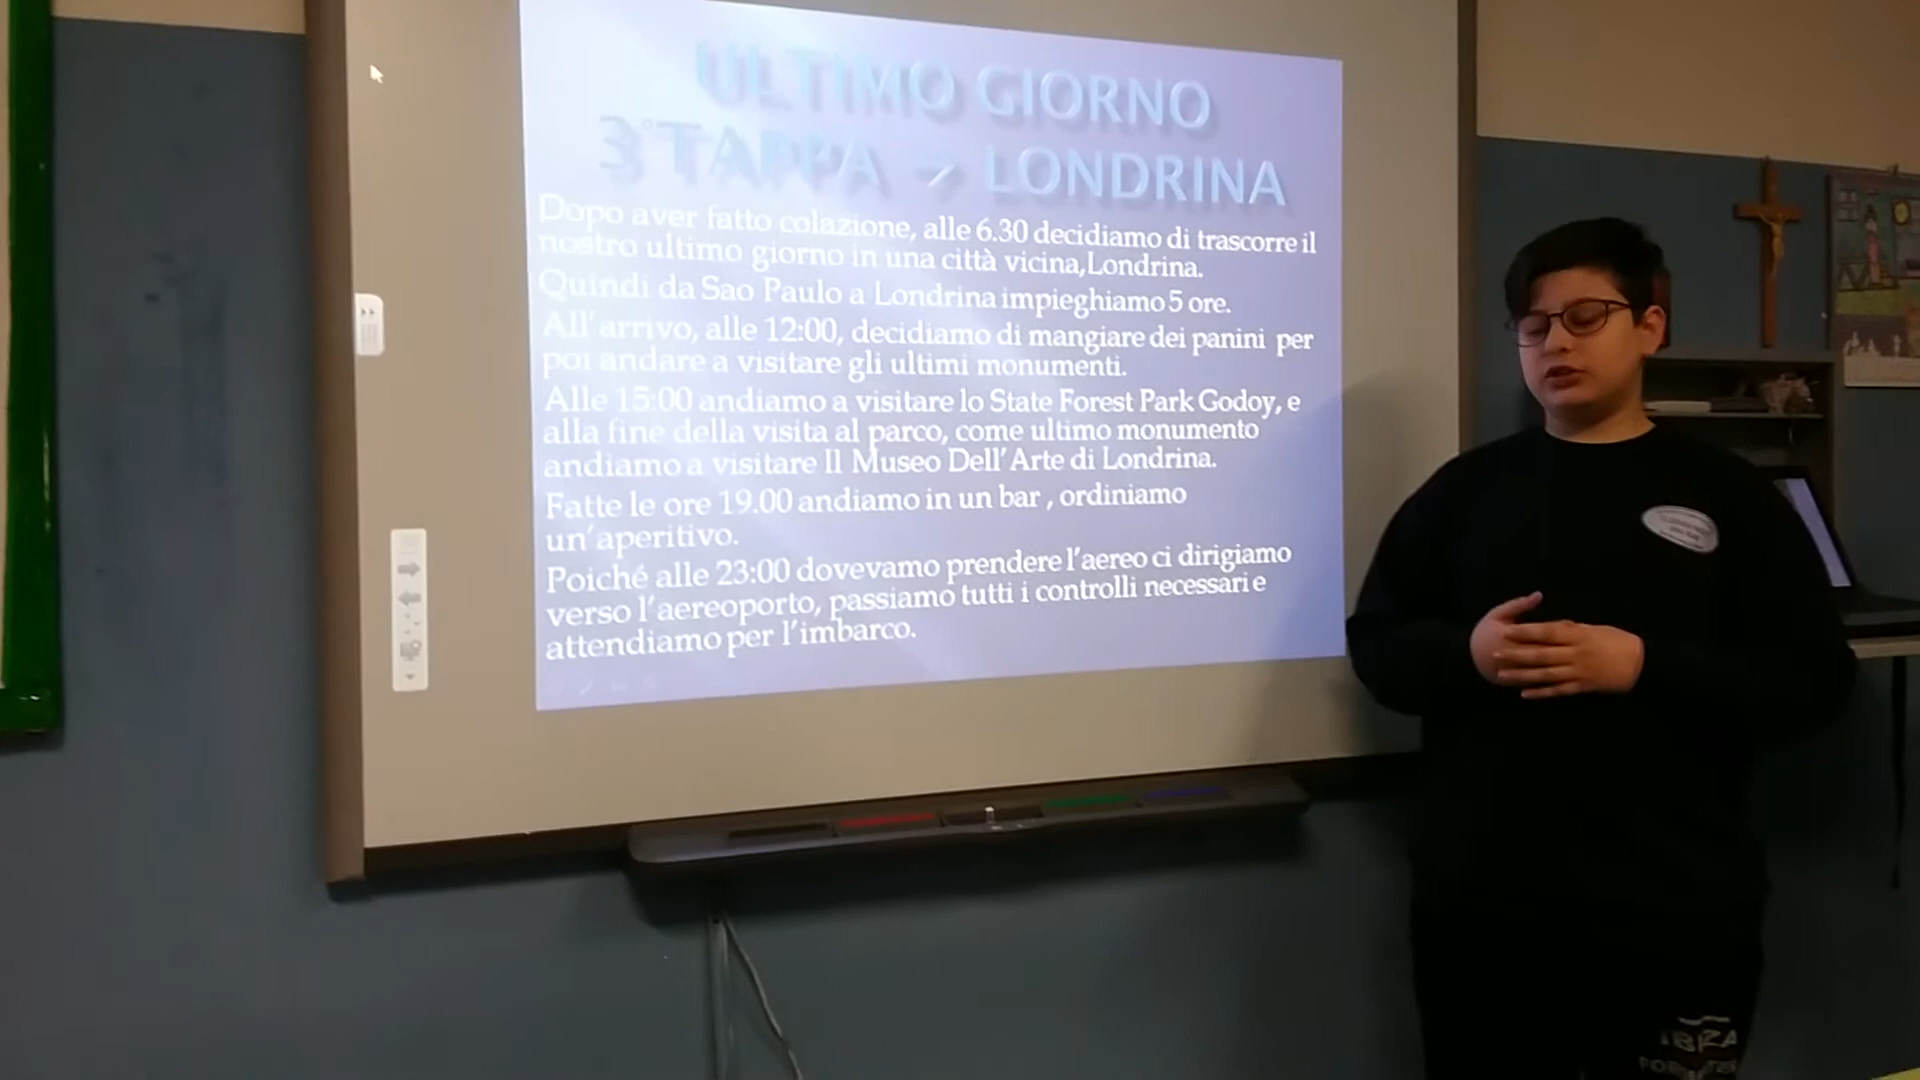 ULTIMO GIORNO
3°TAPPA → LONDRINA
Dopo aver fatto colazione, alle 6.30 decidiamo di trascorre il
nostro ultimo giorno in una città vicina,Londrina.
Quindi da Sao Paulo a Londrina impieghiamo 5 ore.
All'arrivo, alle 12:00, decidiamo di mangiare dei panini per
poi andare a visitare gli ultimi monumenti.
Alle 15:00 andiamo a visitare lo State Forest Park Godoy, e
alla fine della visita al parco, come ultimo monumento
andiamo a visitare Il Museo Dell'Arte di Londrina.
Fatte le ore 19.00 andiamo in un bar , ordiniamo
un'aperitivo.
Poiché alle 23:00 dovevamo prendere l'aereo ci dirigiamo
verso l'aereoporto, passiamo tutti i controlli necessari e
attendiamo per l'imbarco.
IBIZA